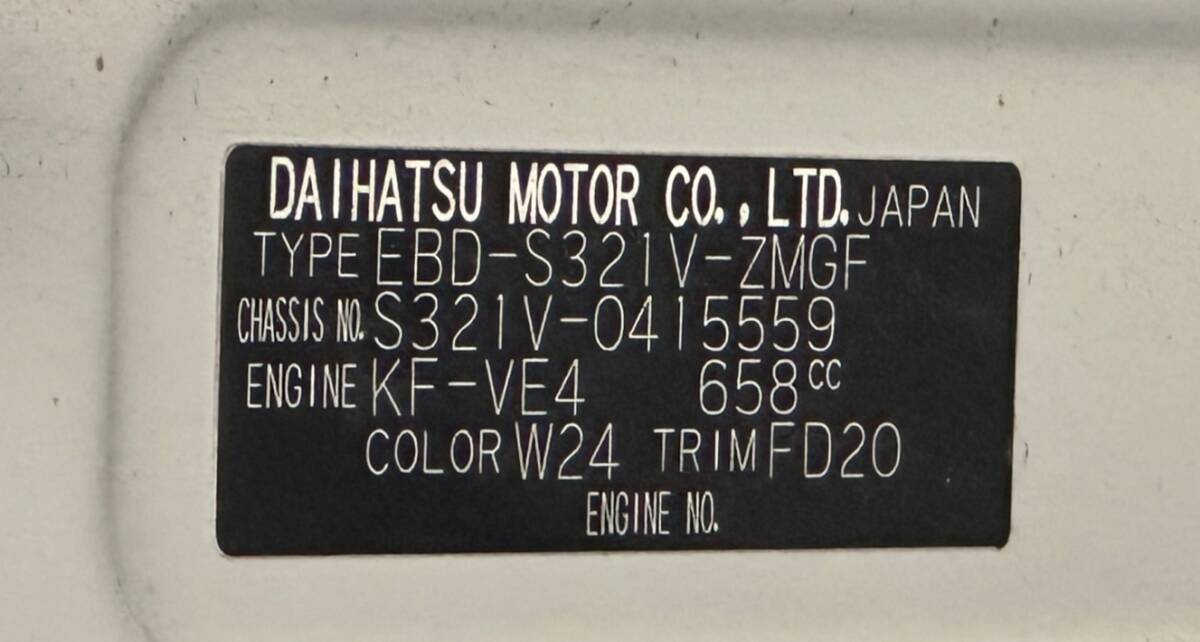 DAIHATSU MOTOR CO., LTD. JAPAN
TYPE EBD-S321V-ZMGF
CHASSIS NO. S321V-0415559
ENGINE KF-VE4 658cc
COLOR W24 TRIM FD20
ENGINE NO.